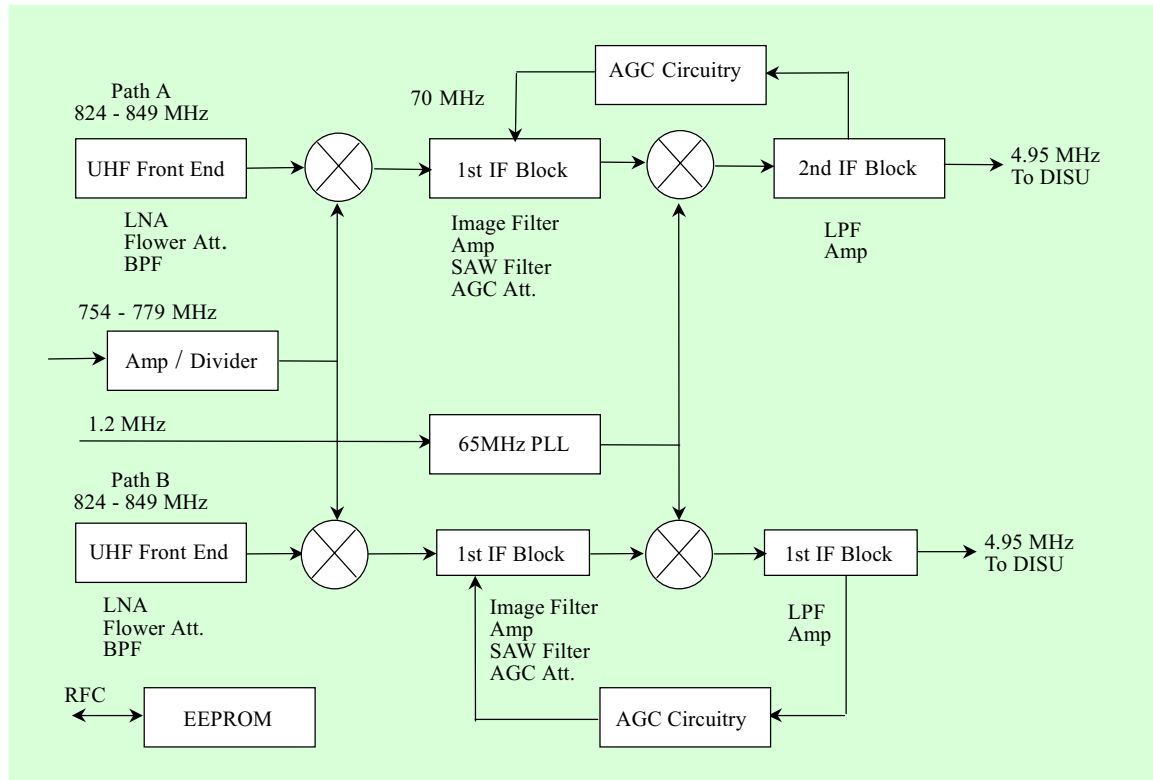 AGC Circuitry
Path A
824 - 849 MHz
70 MHz
UHF Front End
1st IF Block
2nd IF Block
4.95 MHz
To DISU
LNA
Flower Att.
BPF
Image Filter
Amp
SAW Filter
AGC Att.
LPF
Amp
754 - 779 MHz
Amp / Divider
1.2 MHz
65MHz PLL
Path B
824 - 849 MHz
UHF Front End
1st IF Block
1st IF Block
4.95 MHz
To DISU
LNA
Flower Att.
BPF
Image Filter
Amp
SAW Filter
AGC Att.
LPF
Amp
RFC
EEPROM
AGC Circuitry